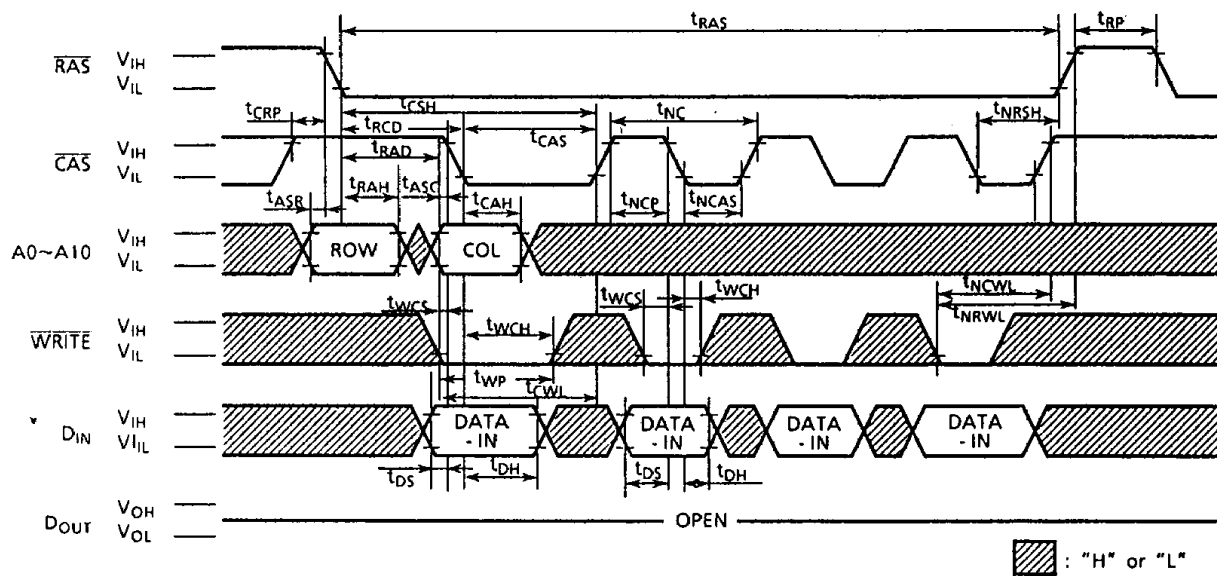 tRAS
tRP
RAS
VIH
VIL
tCRP
tCSH
tNC
tNRSH
tRCD
tCAS
CAS
VIH
VIL
tRAD
tRAH
tASC
tASR
tCAH
tNCP
tNCAS
A0~A10
VIH
VIL
ROW
COL
tWCS
tWCH
tWCS
tWCH
tNCWL
tNRWL
WRITE
VIH
VIL
tWP
tCWL
DIN
VIH
VIIL
DATA
- IN
DATA
- IN
DATA
- IN
DATA
- IN
tDS
tDH
tDS
tDH
DOUT
VOH
VOL
OPEN
: "H" or "L"